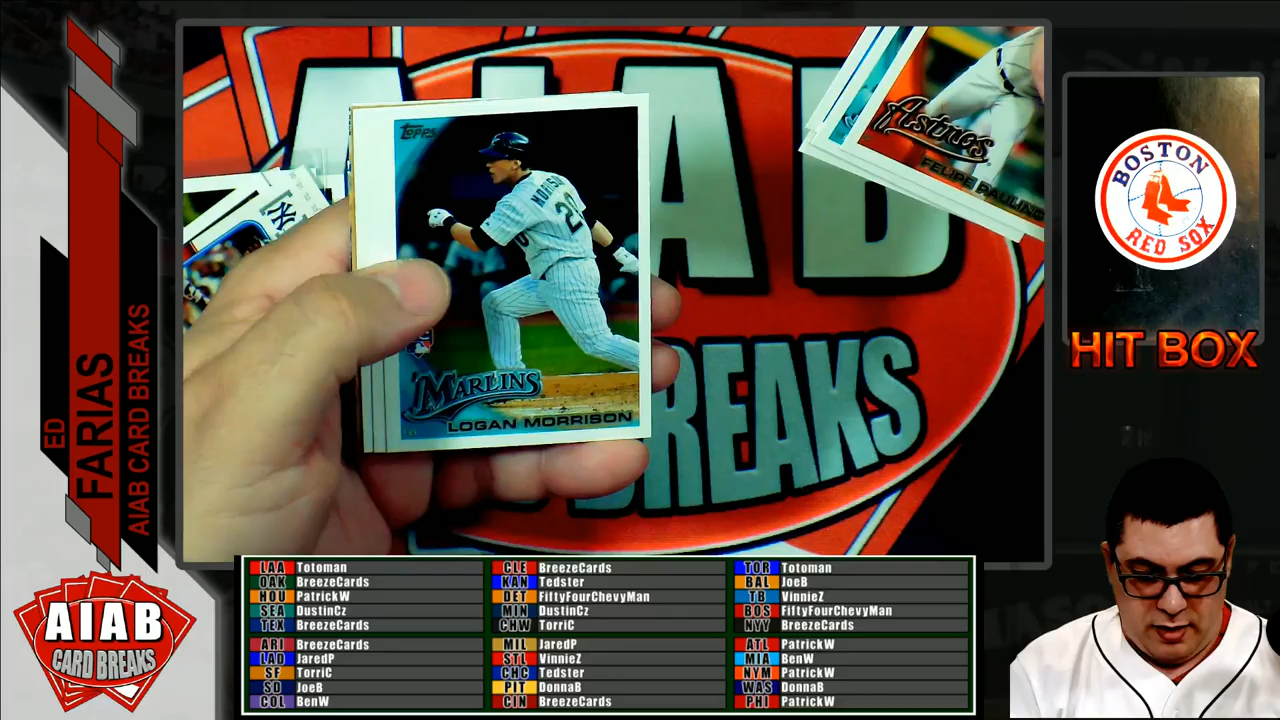 ED
FARIAS
AIAB CARD BREAKS
AIAB
CARD BREAKS
AIAB
BREAKS
topps
MORRISON
20
MARLINS
LOGAN MORRISON
Astros
FELIPE PAULINO
NY
BOSTON
RED SOX
HIT BOX
LAA Totoman
OAK BreezeCards
HOU PatrickW
SEA DustinCz
TEX BreezeCards
ARI BreezeCards
LAD JaredP
SF TorriC
SD JoeB
COL BenW
CLE BreezeCards
KAN Tedster
DET FiftyFourChevyMan
MIN DustinCz
CHW TorriC
MIL JaredP
STL VinnieZ
CHC Tedster
PIT DonnaB
CIN BreezeCards
TOR Totoman
BAL JoeB
TB VinnieZ
BOS FiftyFourChevyMan
NYY BreezeCards
ATL PatrickW
MIA BenW
NYM PatrickW
WAS DonnaB
PHI PatrickW